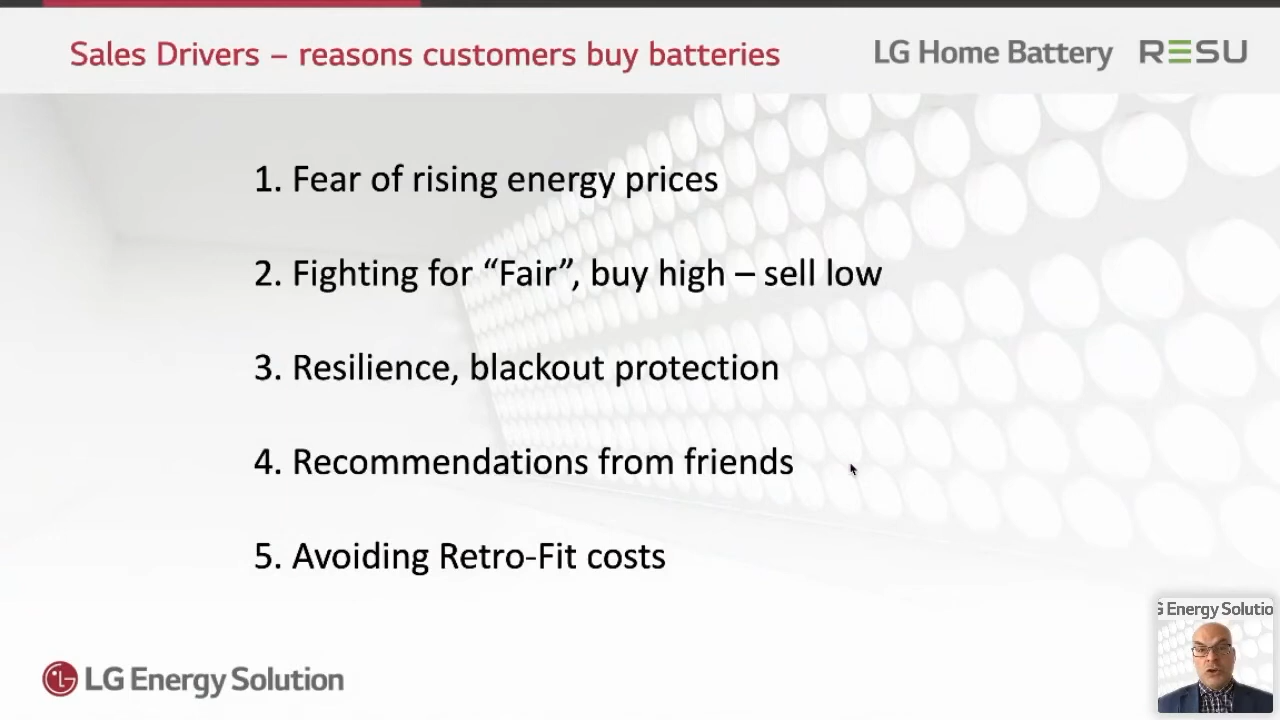 Sales Drivers – reasons customers buy batteries
LG Home Battery RESU
1. Fear of rising energy prices
2. Fighting for “Fair”, buy high – sell low
3. Resilience, blackout protection
4. Recommendations from friends
5. Avoiding Retro-Fit costs
G Energy Solutio
LG Energy Solution